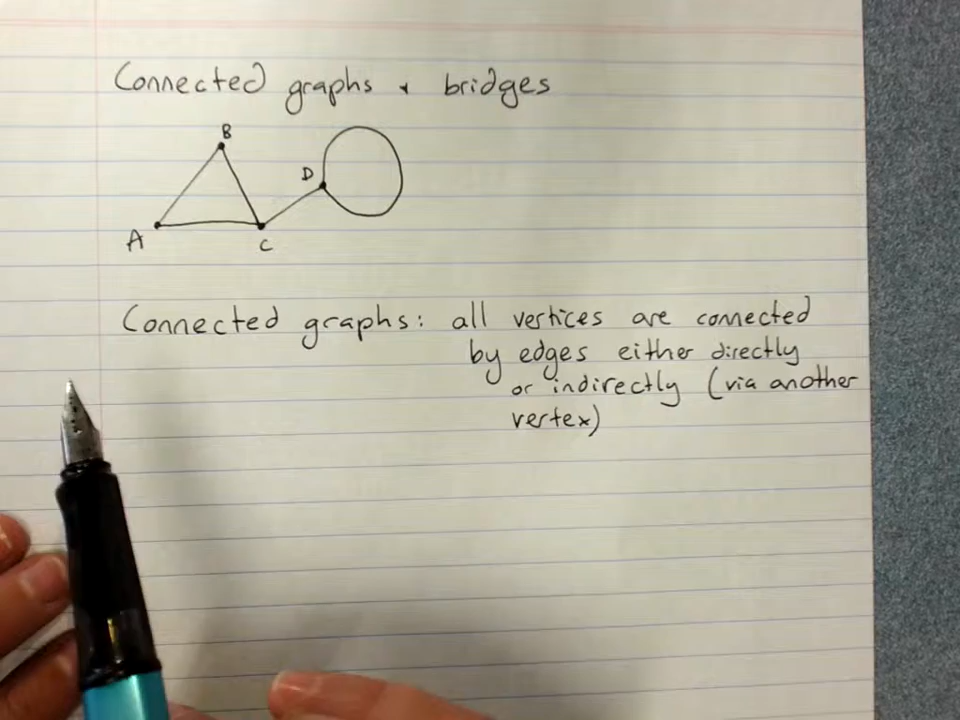 Connected graphs & bridges
B
D
A
C
Connected graphs: all vertices are connected
by edges either directly
or indirectly (via another
vertex)